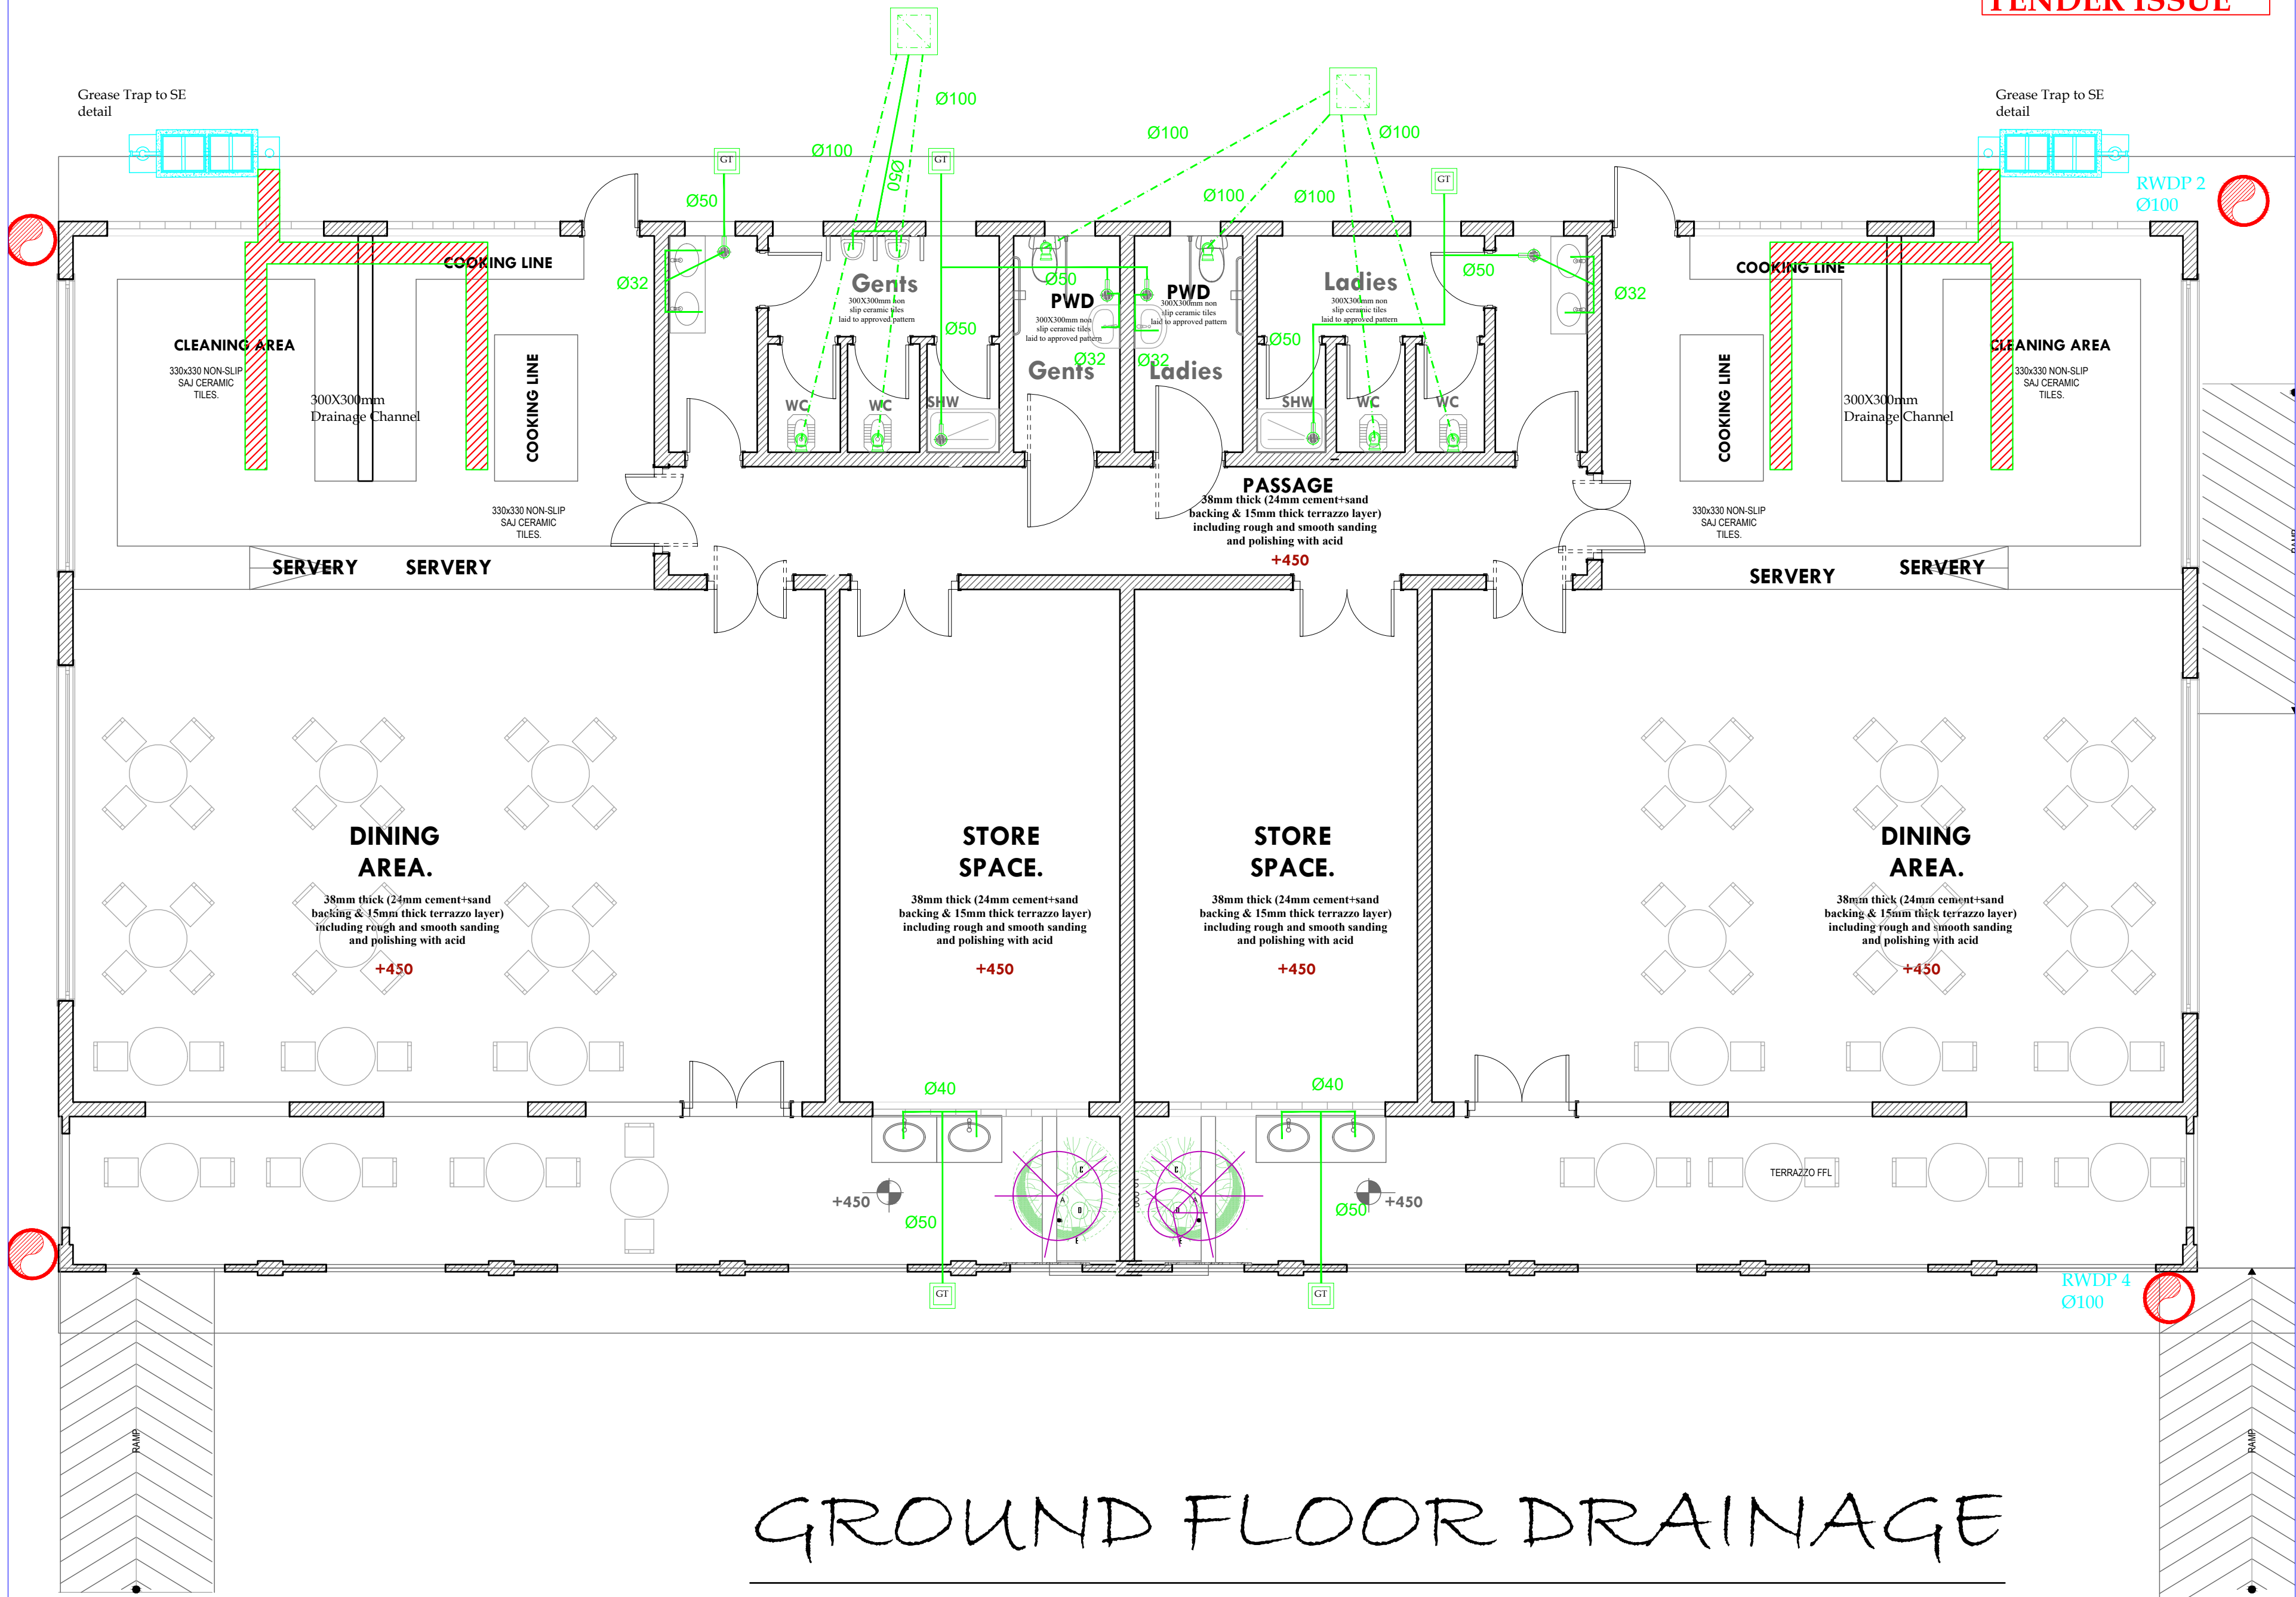 TENDER ISSUE
Grease Trap to SE
detail
Grease Trap to SE
detail
Ø100
Ø100
Ø50
Ø100
Ø100
Ø100
Ø100
GT
GT
GT
Ø50
RWDP 2
Ø100
COOKING LINE
Ø32
Gents
300X300mm non
slip ceramic tiles
laid to approved pattern
Ø50
Ø50
PWD
300X300mm non
slip ceramic tiles
laid to approved pattern
Ø32
Gents
PWD
300X300mm non
slip ceramic tiles
laid to approved pattern
Ø32
Ladies
Ladies
300X300mm non
slip ceramic tiles
laid to approved pattern
Ø50
Ø50
Ø32
COOKING LINE
CLEANING AREA
330x330 NON-SLIP
SAJ CERAMIC
TILES.
300X300mm
Drainage Channel
COOKING LINE
WC
WC
SHW
SHW
WC
WC
COOKING LINE
300X300mm
Drainage Channel
CLEANING AREA
330x330 NON-SLIP
SAJ CERAMIC
TILES.
330x330 NON-SLIP
SAJ CERAMIC
TILES.
PASSAGE
38mm thick (24mm cement+sand
backing & 15mm thick terrazzo layer)
including rough and smooth sanding
and polishing with acid
+450
330x330 NON-SLIP
SAJ CERAMIC
TILES.
SERVERY
SERVERY
SERVERY
SERVERY
DINING
AREA.
38mm thick (24mm cement+sand
backing & 15mm thick terrazzo layer)
including rough and smooth sanding
and polishing with acid
+450
STORE
SPACE.
38mm thick (24mm cement+sand
backing & 15mm thick terrazzo layer)
including rough and smooth sanding
and polishing with acid
+450
STORE
SPACE.
38mm thick (24mm cement+sand
backing & 15mm thick terrazzo layer)
including rough and smooth sanding
and polishing with acid
+450
DINING
AREA.
38mm thick (24mm cement+sand
backing & 15mm thick terrazzo layer)
including rough and smooth sanding
and polishing with acid
+450
Ø40
Ø40
C
A
D
E
C
A
D
E
TERRAZZO FFL
+450
Ø50
Ø50
+450
GT
GT
RWDP 4
Ø100
RAMP
RAMP
GROUND FLOOR DRAINAGE